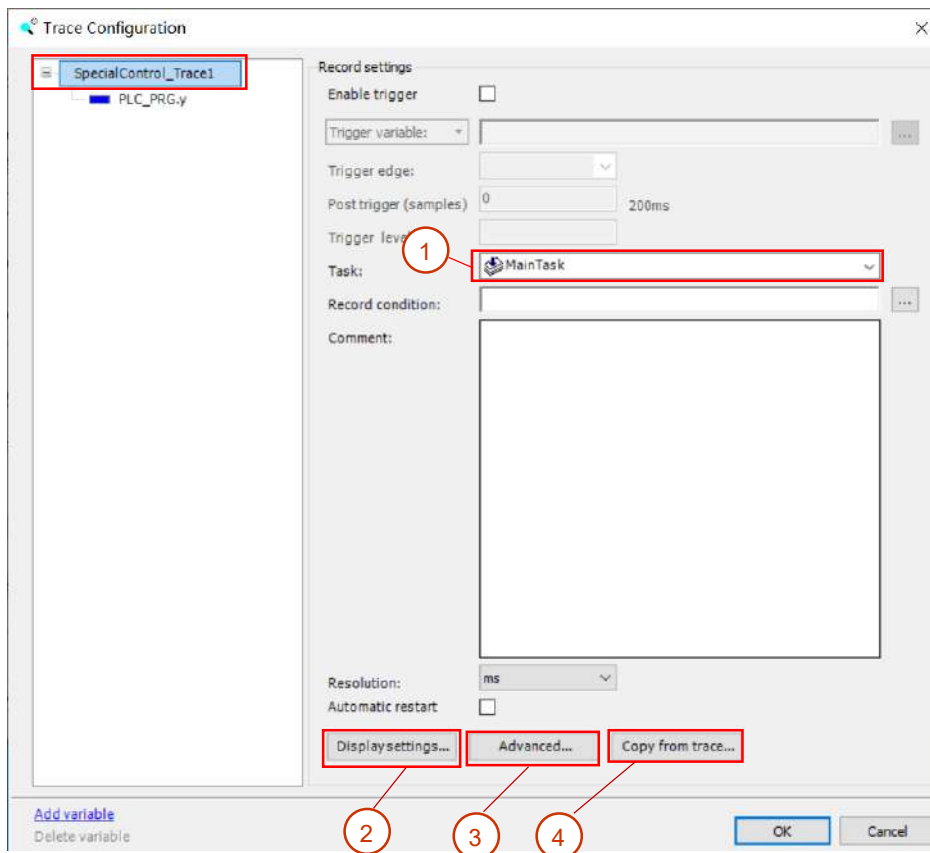 Trace Configuration
SpecialControl_Trace1
PLC_PRG.y
Record settings
Enable trigger
Trigger variable:
...
Trigger edge:
Post trigger (samples) 0 200ms
Trigger leve
1
Task: MainTask
Record condition: ...
Comment:
Resolution: ms
Automatic restart
Display settings... Advanced... Copy from trace...
Add variable
Delete variable
2 3 4
OK Cancel